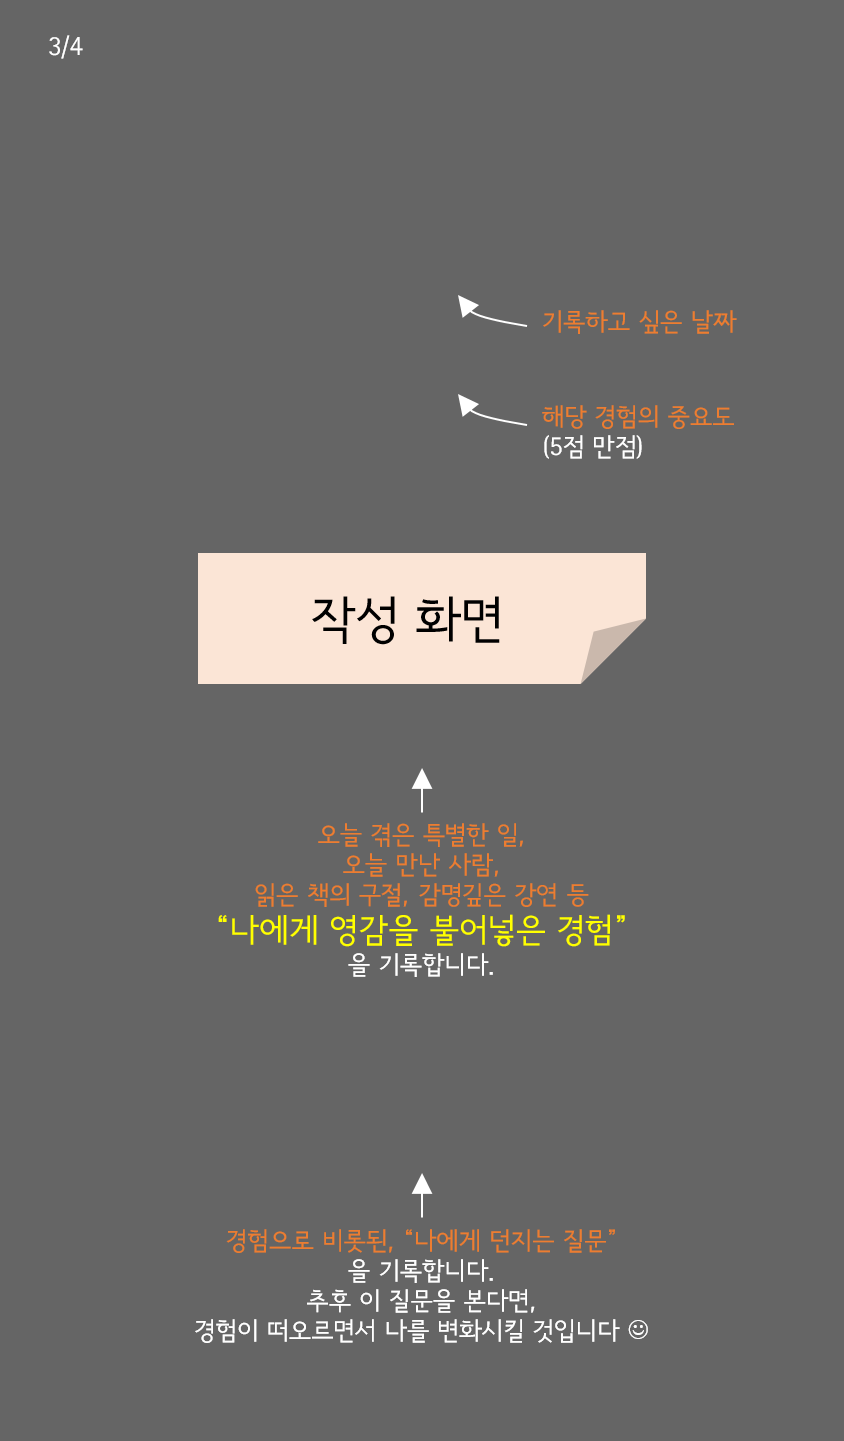 3/4
기록하고 싶은 날짜
해당 경험의 중요도
(5점 만점)
작성 화면
오늘 겪은 특별한 일,
오늘 만난 사람,
읽은 책의 구절, 감명깊은 강연 등
“나에게 영감을 불어넣은 경험”
을 기록합니다.
경험으로 비롯된, “나에게 던지는 질문”
을 기록합니다.
추후 이 질문을 본다면,
경험이 떠오르면서 나를 변화시킬 것입니다 ☺